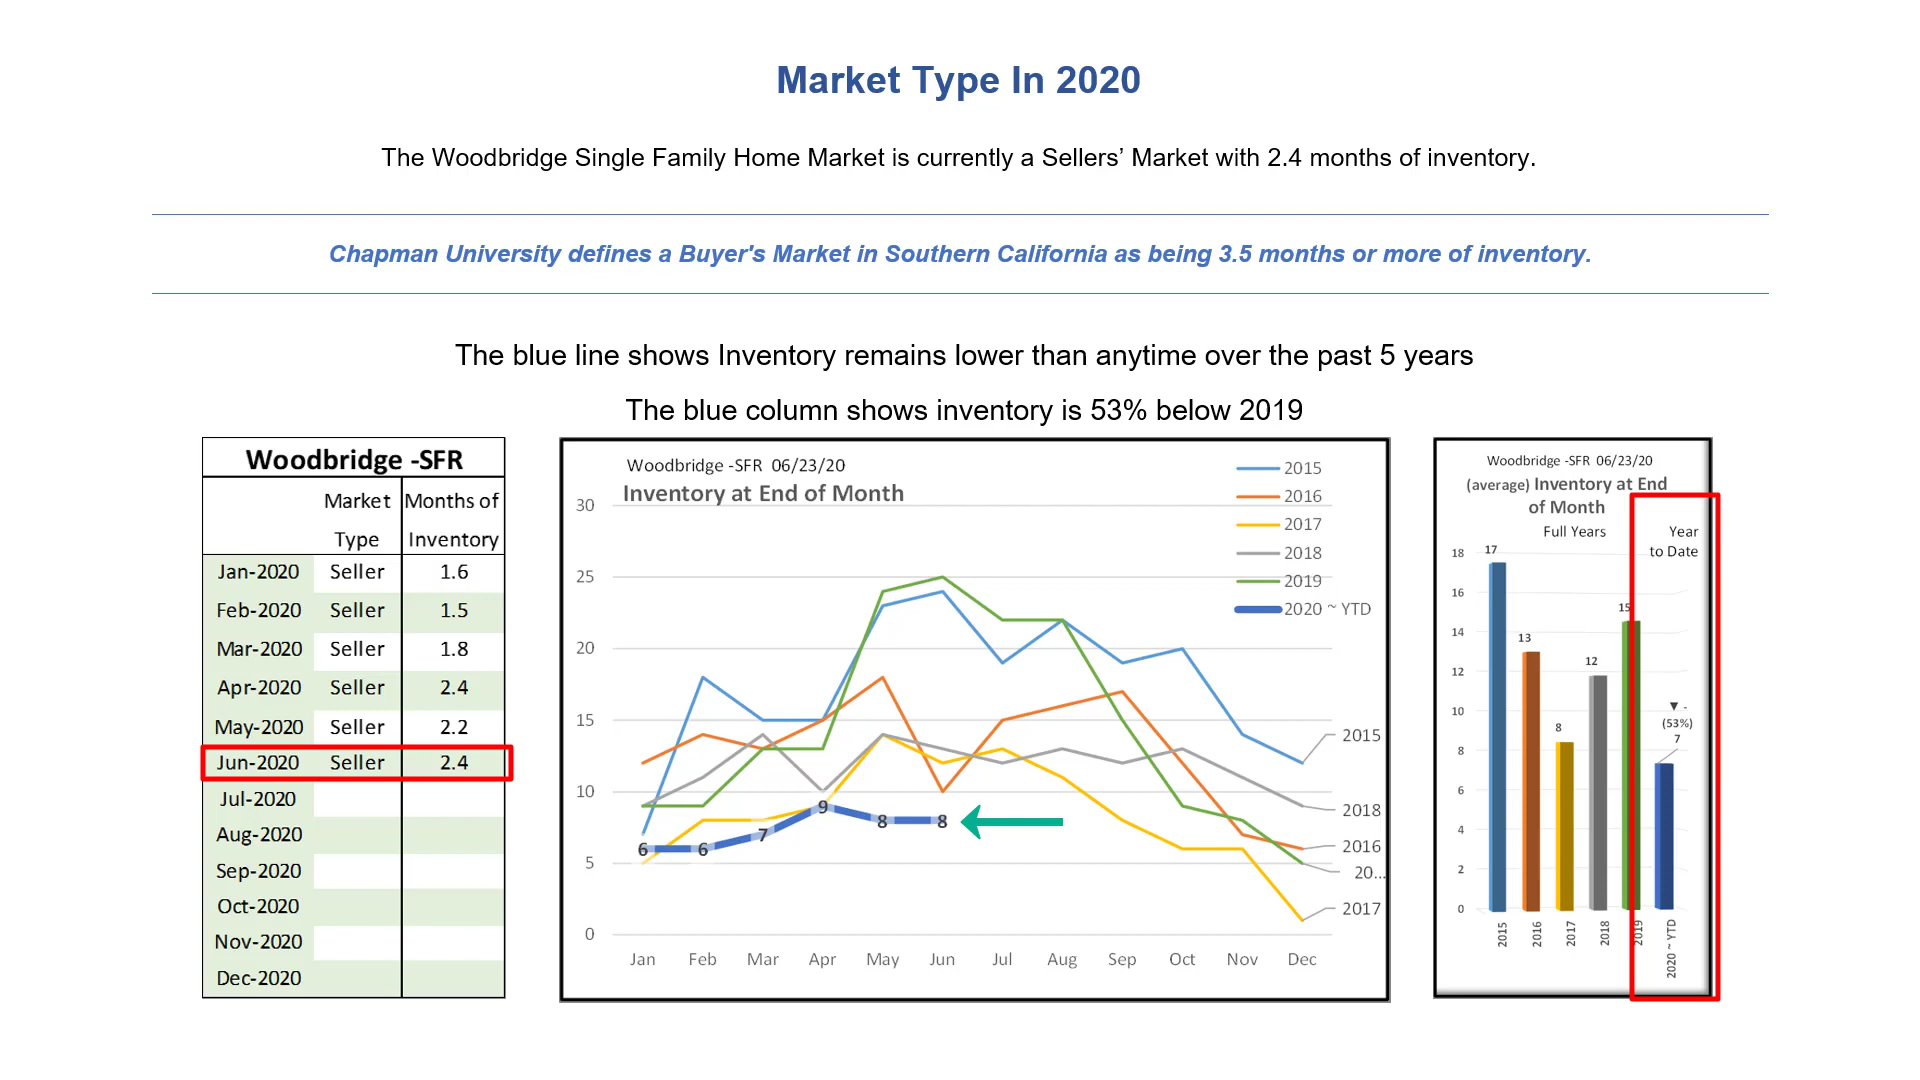 Market Type In 2020
The Woodbridge Single Family Home Market is currently a Sellers’ Market with 2.4 months of inventory.
Chapman University defines a Buyer's Market in Southern California as being 3.5 months or more of inventory.
The blue line shows Inventory remains lower than anytime over the past 5 years
The blue column shows inventory is 53% below 2019
Woodbridge -SFR
Market Type Months of Inventory
Jan-2020 Seller 1.6
Feb-2020 Seller 1.5
Mar-2020 Seller 1.8
Apr-2020 Seller 2.4
May-2020 Seller 2.2
Jun-2020 Seller 2.4
Jul-2020
Aug-2020
Sep-2020
Oct-2020
Nov-2020
Dec-2020
Woodbridge -SFR 06/23/20
Inventory at End of Month
2015
2016
2017
2018
2019
2020 ~ YTD
30
25
20
15
10
5
0
6 6 7 9 8 8
2015
2018
2016
20...
2017
Jan Feb Mar Apr May Jun Jul Aug Sep Oct Nov Dec
Woodbridge -SFR 06/23/20
(average) Inventory at End
of Month
Full Years
Year
to Date
18
16
14
12
10
8
6
4
2
0
17
13
8
12
15
▼ -
(53%)
7
2015
2016
2017
2018
2019
2020 ~ YTD